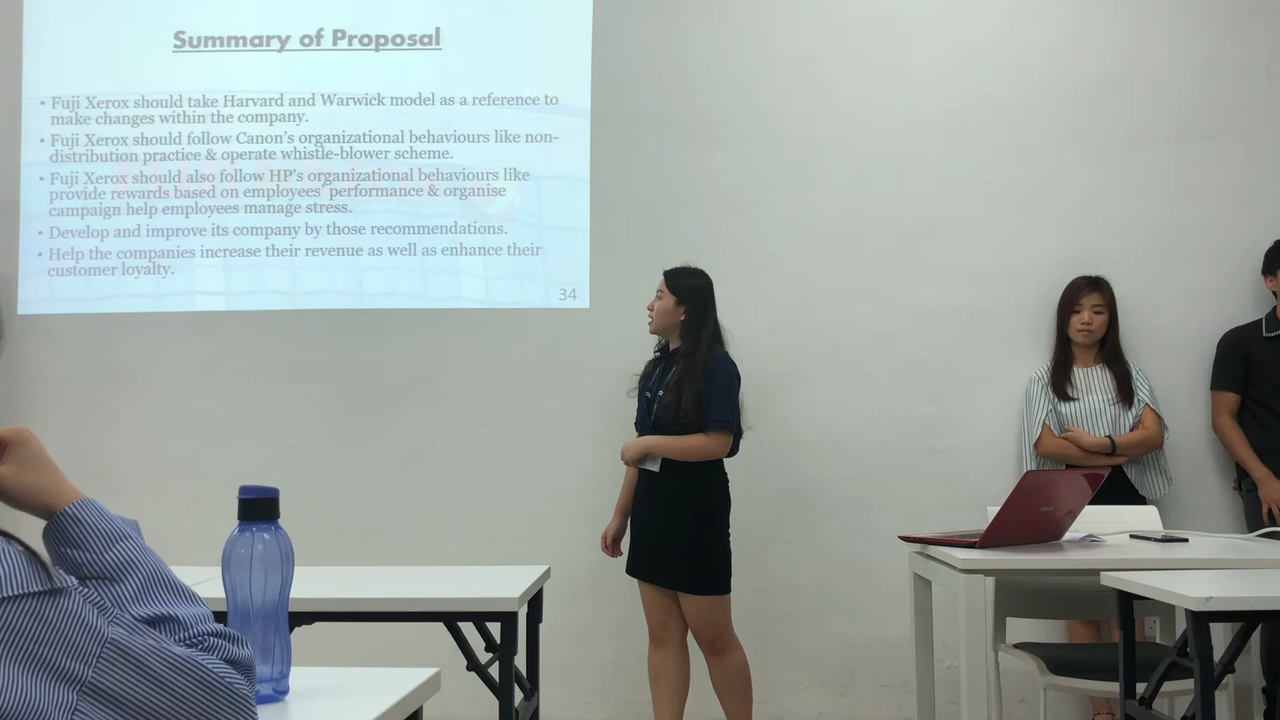 Summary of Proposal
• Fuji Xerox should take Harvard and Warwick model as a reference to
make changes within the company.
• Fuji Xerox should follow Canon's organizational behaviours like non-
distribution practice & operate whistle-blower scheme.
• Fuji Xerox should also follow HP's organizational behaviours like
provide rewards based on employees' performance & organise
campaign help employees manage stress.
• Develop and improve its company by those recommendations.
• Help the companies increase their revenue as well as enhance their
customer loyalty.
34
ASUS